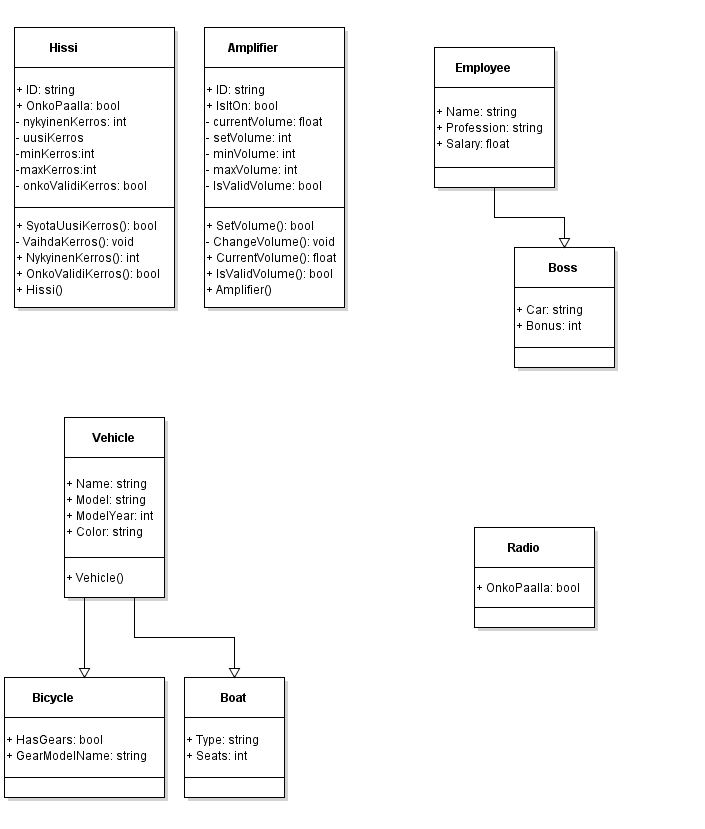 Hissi
+ ID: string
+ OnkoPaalla: bool
- nykyinenKerros: int
- uusiKerros
-minKerros:int
-maxKerros:int
- onkoValidiKerros: bool
+ SyotaUusiKerros(): bool
- VaihdaKerros(): void
+ NykyinenKerros(): int
+ OnkoValidiKerros(): bool
+ Hissi()
Amplifier
+ ID: string
+ IsItOn: bool
- currentVolume: float
- setVolume: int
- minVolume: int
- maxVolume: int
- IsValidVolume: bool
+ SetVolume(): bool
- ChangeVolume(): void
+ CurrentVolume(): float
+ IsValidVolume(): bool
+ Amplifier()
Employee
+ Name: string
+ Profession: string
+ Salary: float
Boss
+ Car: string
+ Bonus: int
Vehicle
+ Name: string
+ Model: string
+ ModelYear: int
+ Color: string
+ Vehicle()
Radio
+ OnkoPaalla: bool
Bicycle
+ HasGears: bool
+ GearModelName: string
Boat
+ Type: string
+ Seats: int